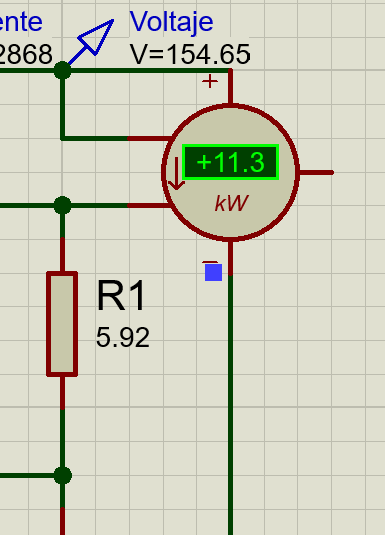 ente Voltaje
2868 V=154.65
+
+11.3
kW
−
R1
5.92